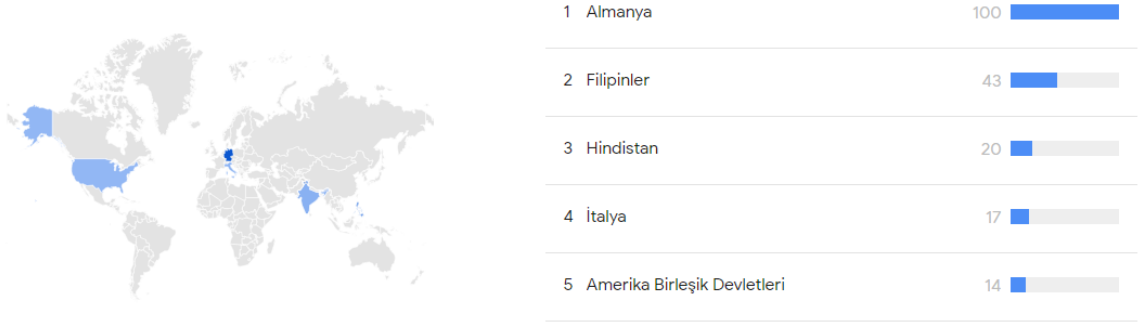 1 Almanya 100
2 Filipinler 43
3 Hindistan 20
4 İtalya 17
5 Amerika Birleşik Devletleri 14